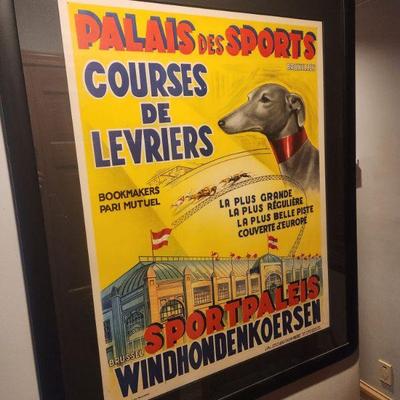 PALAIS DES SPORTS
BRUXELLES
COURSES
DE
LEVRIERS
BOOKMAKERS
PARI MUTUEL
LA PLUS GRANDE
LA PLUS RÉGULIÈRE
LA PLUS BELLE PISTE
COUVERTE D'EUROPE
SPORTPALEIS
BRUSSEL
WINDHONDENKOERSEN